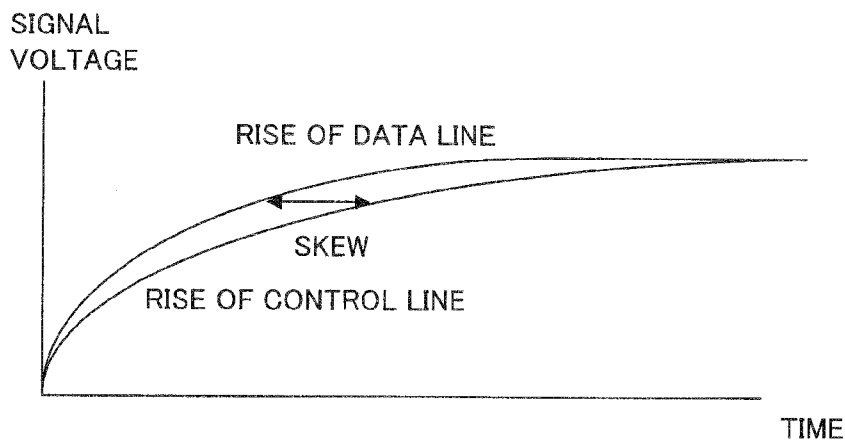 SIGNAL
VOLTAGE
RISE OF DATA LINE
SKEW
RISE OF CONTROL LINE
TIME